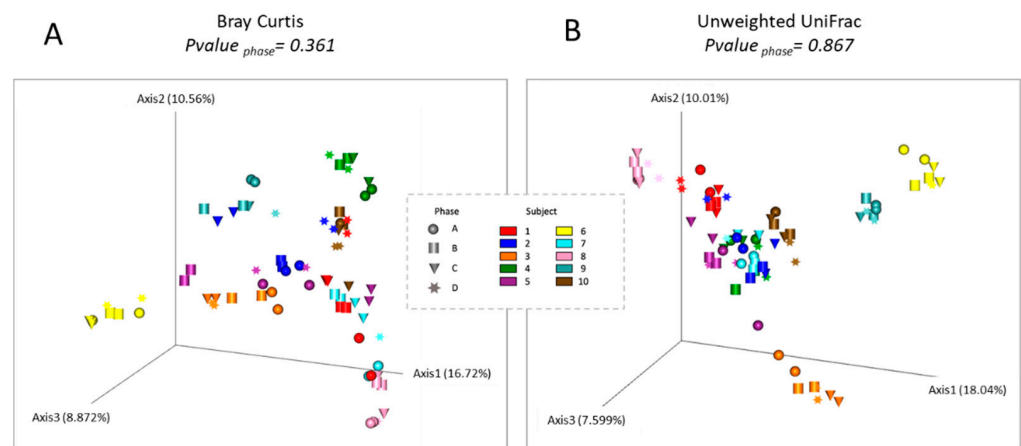 A
Bray Curtis
Pvalue phase= 0.361
Axis2 (10.56%)
Axis1 (16.72%)
Axis3 (8.872%)
Phase
A
B
C
D
Subject
1
2
3
4
5
6
7
8
9
10
B
Unweighted UniFrac
Pvalue phase= 0.867
Axis2 (10.01%)
Axis1 (18.04%)
Axis3 (7.599%)